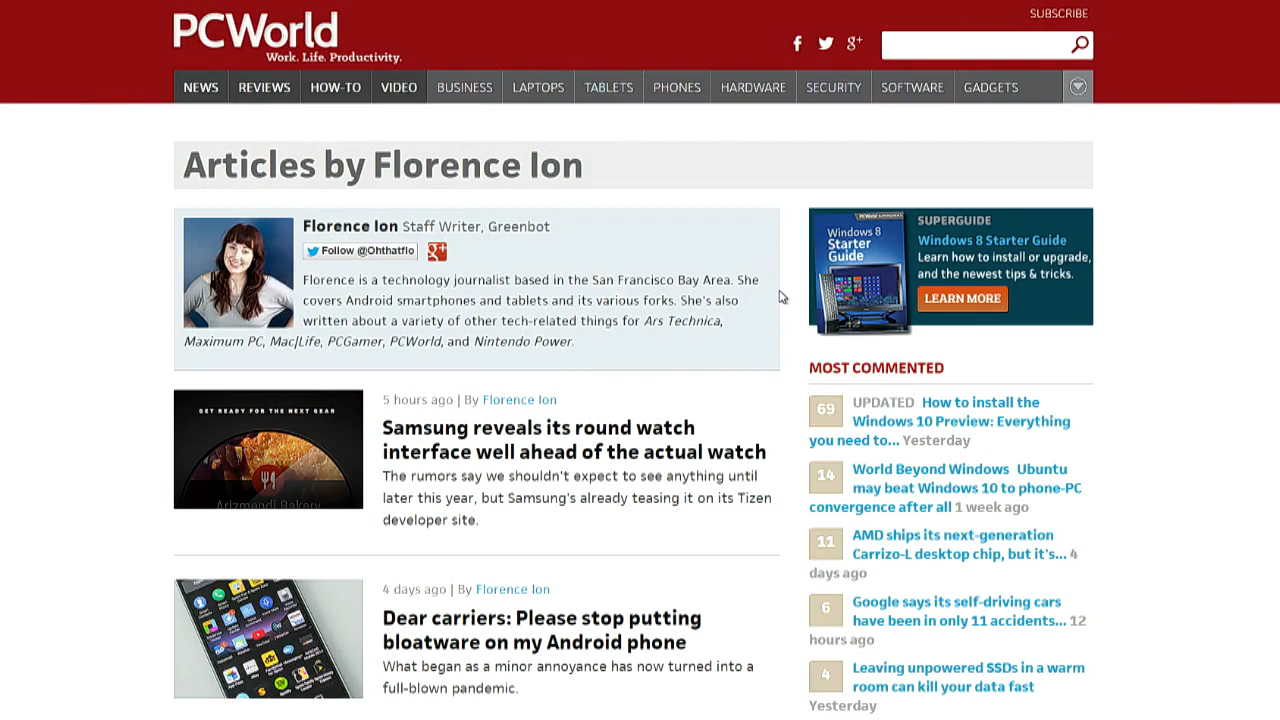 SUBSCRIBE
PCWorld
Work. Life. Productivity.
NEWS REVIEWS HOW-TO VIDEO BUSINESS LAPTOPS TABLETS PHONES HARDWARE SECURITY SOFTWARE GADGETS
Articles by Florence Ion
Florence Ion Staff Writer, Greenbot
Follow @Ohthatflo
g+
Florence is a technology journalist based in the San Francisco Bay Area. She
covers Android smartphones and tablets and its various forks. She's also
written about a variety of other tech-related things for Ars Technica,
Maximum PC, Mac|Life, PCGamer, PCWorld, and Nintendo Power.
GET READY FOR THE NEXT GEAR
Arizmendi Bakery
5 hours ago | By Florence Ion
Samsung reveals its round watch
interface well ahead of the actual watch
The rumors say we shouldn't expect to see anything until
later this year, but Samsung's already teasing it on its Tizen
developer site.
4 days ago | By Florence Ion
Dear carriers: Please stop putting
bloatware on my Android phone
What began as a minor annoyance has now turned into a
full-blown pandemic.
Windows 8
Starter
Guide
SUPERGUIDE
Windows 8 Starter Guide
Learn how to install or upgrade,
and the newest tips & tricks.
LEARN MORE
MOST COMMENTED
69 UPDATED How to install the
Windows 10 Preview: Everything
you need to... Yesterday
14 World Beyond Windows Ubuntu
may beat Windows 10 to phone-PC
convergence after all 1 week ago
11 AMD ships its next-generation
Carrizo-L desktop chip, but it's... 4
days ago
6 Google says its self-driving cars
have been in only 11 accidents... 12
hours ago
4 Leaving unpowered SSDs in a warm
room can kill your data fast
Yesterday